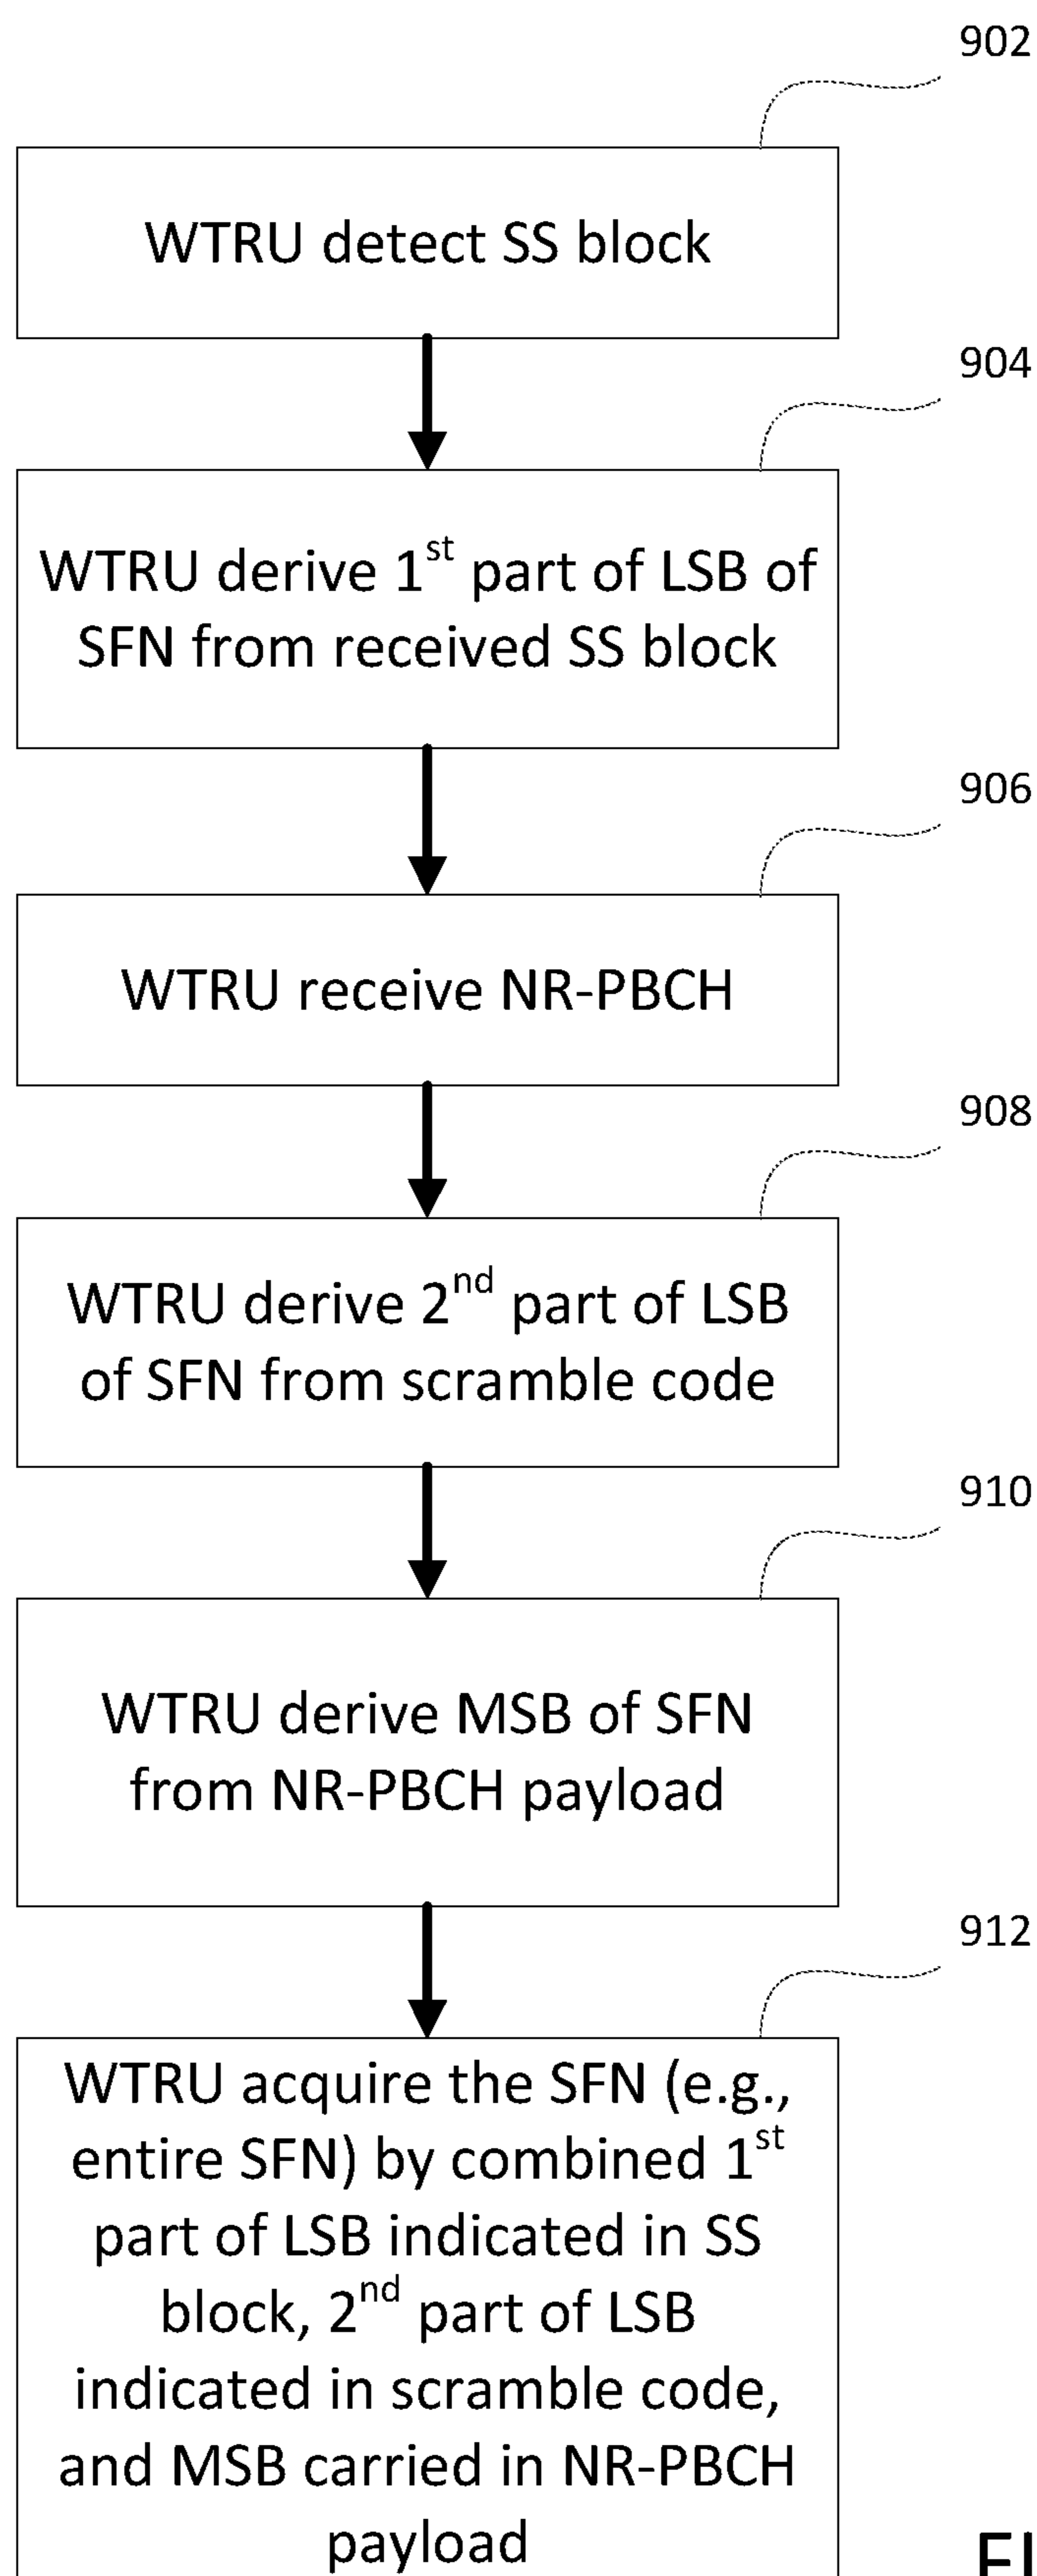 902
WTRU detect SS block
904
WTRU derive 1st part of LSB of
SFN from received SS block
906
WTRU receive NR-PBCH
908
WTRU derive 2nd part of LSB
of SFN from scramble code
910
WTRU derive MSB of SFN
from NR-PBCH payload
912
WTRU acquire the SFN (e.g.,
entire SFN) by combined 1st
part of LSB indicated in SS
block, 2nd part of LSB
indicated in scramble code,
and MSB carried in NR-PBCH
payload